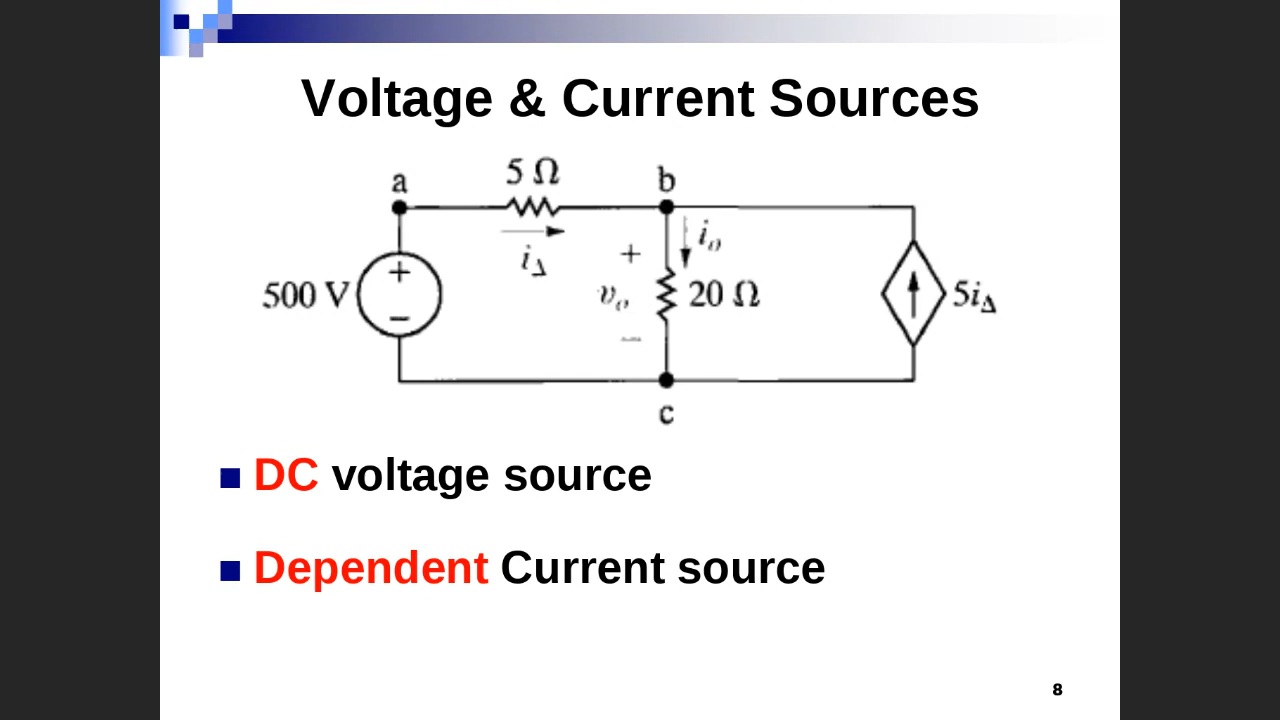 Voltage & Current Sources
5 Ω
a
b
i_Δ
+
i_o
500 V
+
−
v_o
20 Ω
5i_Δ
−
c
DC voltage source
Dependent Current source
8